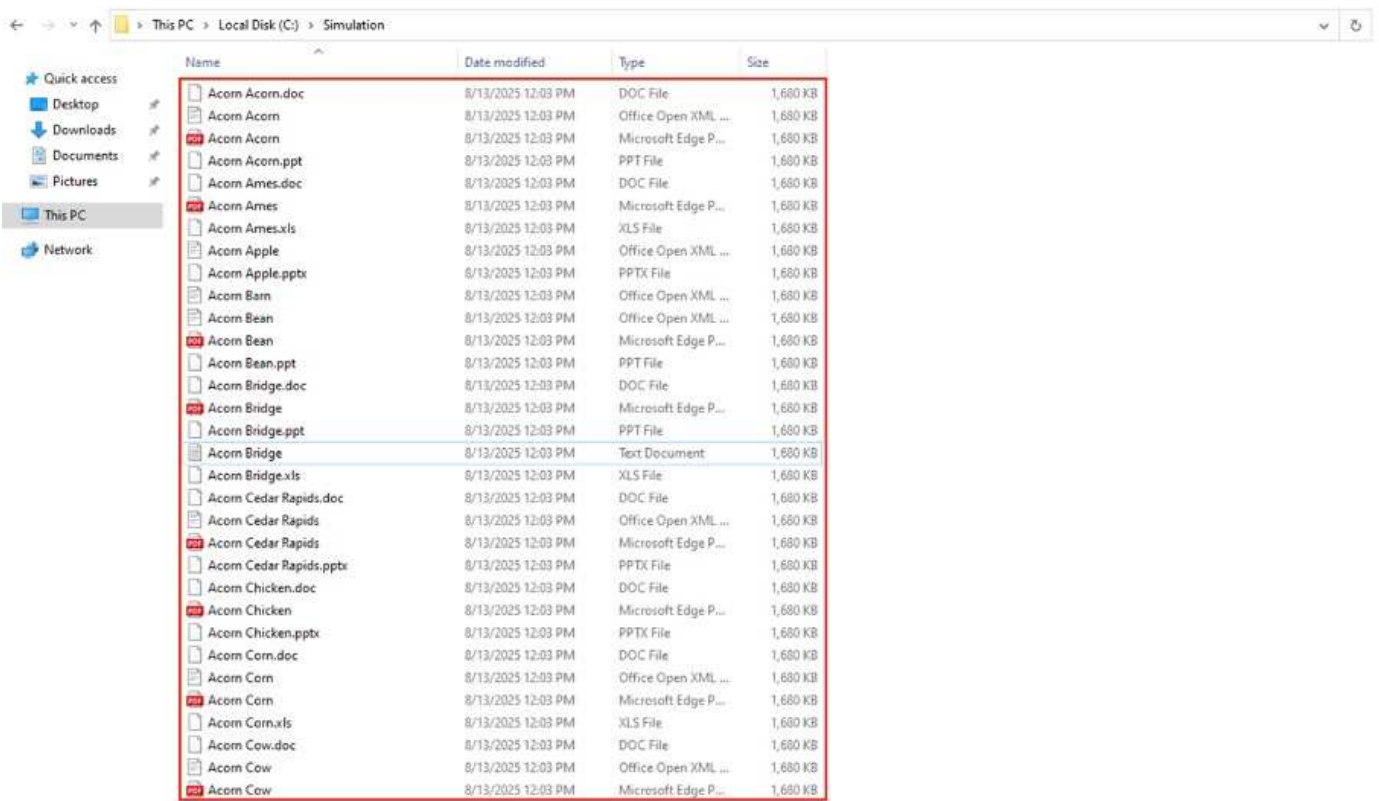 This PC > Local Disk (C:) > Simulation
Name Date modified Type Size
Quick access
Desktop
Downloads
Documents
Pictures
This PC
Network
Acorn Acorn.doc 8/13/2025 12:03 PM DOC File 1,680 KB
Acorn Acorn 8/13/2025 12:03 PM Office Open XML ... 1,680 KB
PDF Acorn Acorn 8/13/2025 12:03 PM Microsoft Edge P... 1,680 KB
Acorn Acorn.ppt 8/13/2025 12:03 PM PPT File 1,680 KB
Acorn Ames.doc 8/13/2025 12:03 PM DOC File 1,680 KB
PDF Acorn Ames 8/13/2025 12:03 PM Microsoft Edge P... 1,680 KB
Acorn Ames.xls 8/13/2025 12:03 PM XLS File 1,680 KB
Acorn Apple 8/13/2025 12:03 PM Office Open XML ... 1,680 KB
Acorn Apple.pptx 8/13/2025 12:03 PM PPTX File 1,680 KB
Acorn Barn 8/13/2025 12:03 PM Office Open XML ... 1,680 KB
Acorn Bean 8/13/2025 12:03 PM Office Open XML ... 1,680 KB
PDF Acorn Bean 8/13/2025 12:03 PM Microsoft Edge P... 1,680 KB
Acorn Bean.ppt 8/13/2025 12:03 PM PPT File 1,680 KB
Acorn Bridge.doc 8/13/2025 12:03 PM DOC File 1,680 KB
PDF Acorn Bridge 8/13/2025 12:03 PM Microsoft Edge P... 1,680 KB
Acorn Bridge.ppt 8/13/2025 12:03 PM PPT File 1,680 KB
Acorn Bridge 8/13/2025 12:03 PM Text Document 1,680 KB
Acorn Bridge.xls 8/13/2025 12:03 PM XLS File 1,680 KB
Acorn Cedar Rapids.doc 8/13/2025 12:03 PM DOC File 1,680 KB
Acorn Cedar Rapids 8/13/2025 12:03 PM Office Open XML ... 1,680 KB
PDF Acorn Cedar Rapids 8/13/2025 12:03 PM Microsoft Edge P... 1,680 KB
Acorn Cedar Rapids.pptx 8/13/2025 12:03 PM PPTX File 1,680 KB
Acorn Chicken.doc 8/13/2025 12:03 PM DOC File 1,680 KB
PDF Acorn Chicken 8/13/2025 12:03 PM Microsoft Edge P... 1,680 KB
Acorn Chicken.pptx 8/13/2025 12:03 PM PPTX File 1,680 KB
Acorn Corn.doc 8/13/2025 12:03 PM DOC File 1,680 KB
Acorn Corn 8/13/2025 12:03 PM Office Open XML ... 1,680 KB
PDF Acorn Corn 8/13/2025 12:03 PM Microsoft Edge P... 1,680 KB
Acorn Corn.xls 8/13/2025 12:03 PM XLS File 1,680 KB
Acorn Cow.doc 8/13/2025 12:03 PM DOC File 1,680 KB
Acorn Cow 8/13/2025 12:03 PM Office Open XML ... 1,680 KB
PDF Acorn Cow 8/13/2025 12:03 PM Microsoft Edge P... 1,680 KB